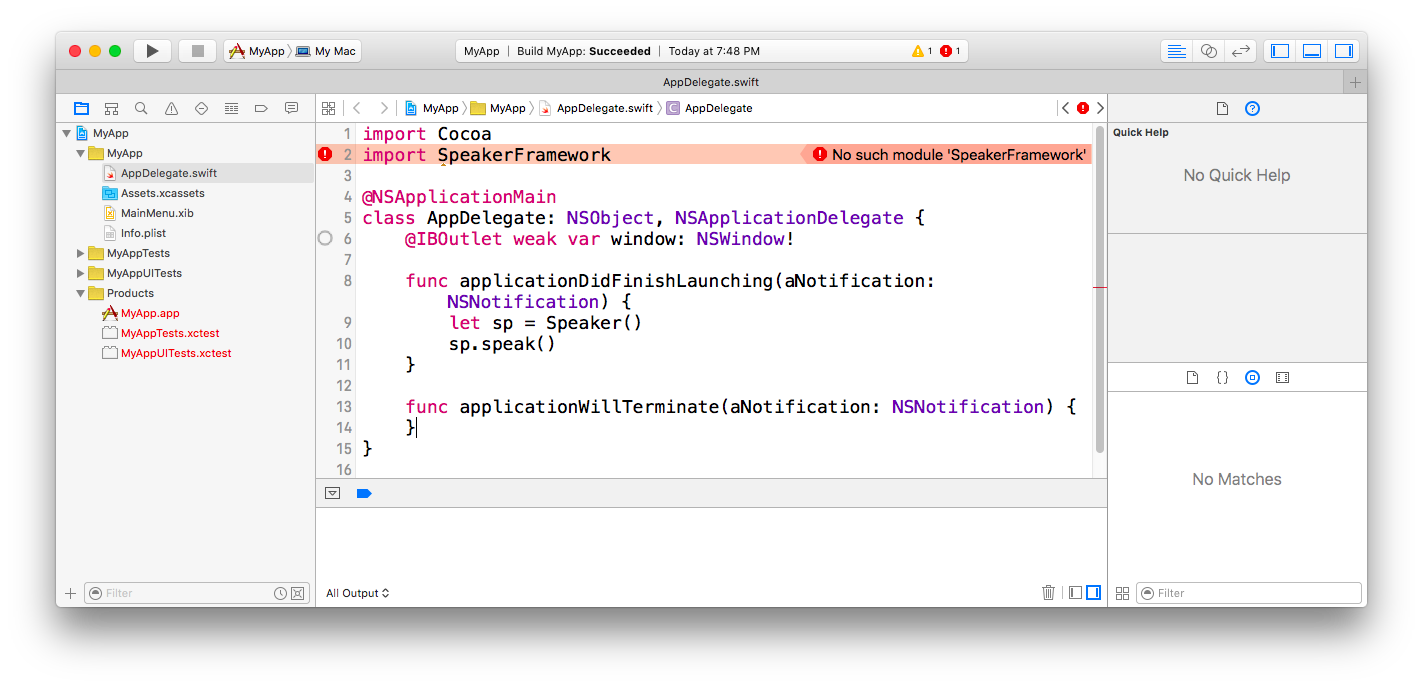 MyApp My Mac
MyApp | Build MyApp: Succeeded | Today at 7:48 PM
1 1
AppDelegate.swift
MyApp
MyApp
AppDelegate.swift
Assets.xcassets
MainMenu.xib
Info.plist
MyAppTests
MyAppUITests
Products
MyApp.app
MyAppTests.xctest
MyAppUITests.xctest
Filter
MyApp MyApp AppDelegate.swift C AppDelegate
1 import Cocoa
2 import SpeakerFramework No such module 'SpeakerFramework'
3
4 @NSApplicationMain
5 class AppDelegate: NSObject, NSApplicationDelegate {
6 @IBOutlet weak var window: NSWindow!
7
8 func applicationDidFinishLaunching(aNotification:
NSNotification) {
9 let sp = Speaker()
10 sp.speak()
11 }
12
13 func applicationWillTerminate(aNotification: NSNotification) {
14 }
15 }
16
All Output
Quick Help
No Quick Help
{}
No Matches
Filter